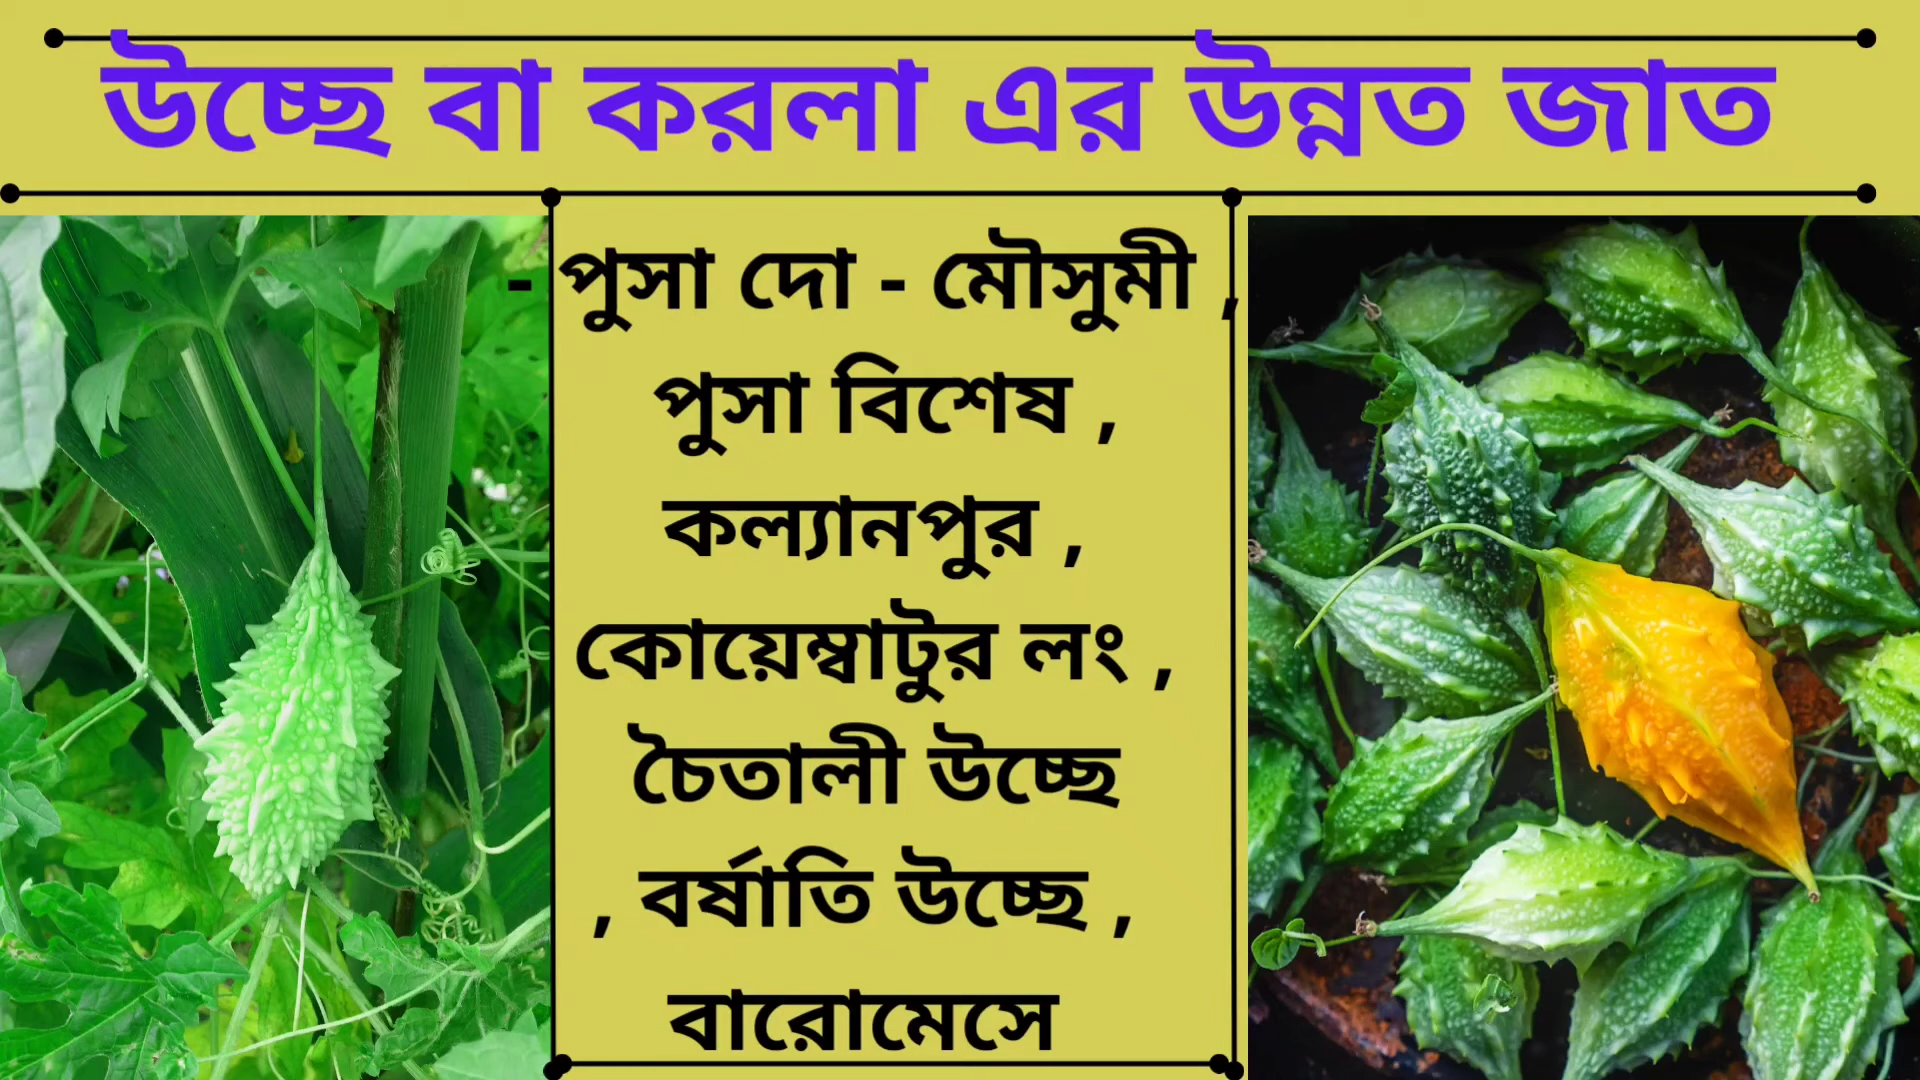 উচ্ছে বা করলা এর উন্নত জাত
- পুসা দো - মৌসুমী ,
পুসা বিশেষ ,
কল্যানপুর ,
কোয়েম্বাটুর লং ,
চৈতালী উচ্ছে
, বর্ষাতি উচ্ছে ,
বারোমেসে